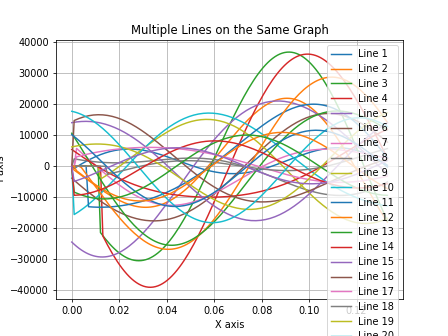 Multiple Lines on the Same Graph
40000
30000
20000
10000
0
−10000
−20000
−30000
−40000
0.00 0.02 0.04 0.06 0.08 0.10
X axis
Line 1
Line 2
Line 3
Line 4
Line 5
Line 6
Line 7
Line 8
Line 9
Line 10
Line 11
Line 12
Line 13
Line 14
Line 15
Line 16
Line 17
Line 18
Line 19
Line 20